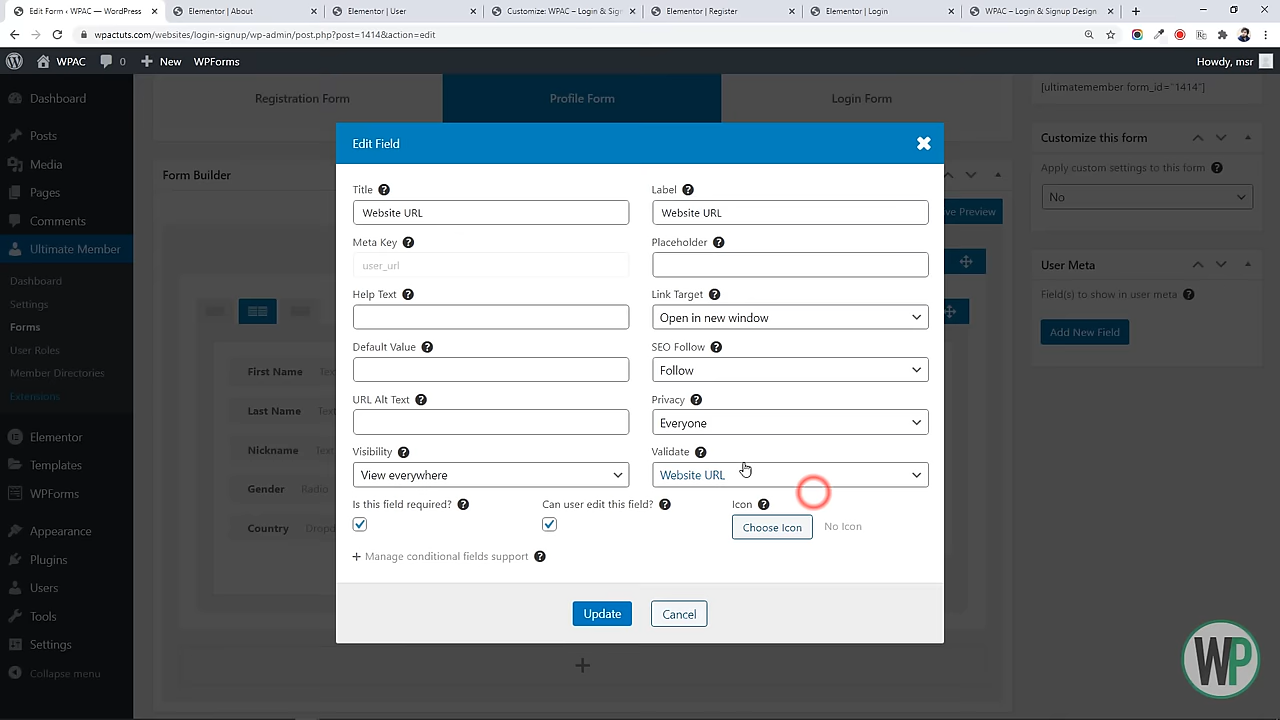 Edit Form ‹ WPAC — WordPress
Elementor | About
Elementor | User
Customize: WPAC – Login & Sig
Elementor | Register
Elementor | Login
WPAC – Login & Signup Design
wpactuts.com/websites/login-signup/wp-admin/post.php?post=1414&action=edit
WPAC
0
New
WPForms
Howdy, msr
Dashboard
Posts
Media
Pages
Comments
Ultimate Member
Dashboard
Settings
Forms
User Roles
Member Directories
Extensions
Elementor
Templates
WPForms
Appearance
Plugins
Users
Tools
Settings
Collapse menu
Registration Form
Profile Form
Login Form
[ultimatemember form_id="1414"]
Form Builder
Customize this form
Apply custom settings to this form
No
Preview
User Meta
Field(s) to show in user meta
Add New Field
First Name
Last Name
Nickname
Gender
Radio
Country
Edit Field
Title
Label
Website URL
Website URL
Meta Key
Placeholder
user_url
Help Text
Link Target
Open in new window
Default Value
SEO Follow
Follow
URL Alt Text
Privacy
Everyone
Visibility
Validate
View everywhere
Website URL
Is this field required?
Can user edit this field?
Icon
Choose Icon
No Icon
Manage conditional fields support
Update
Cancel
WP